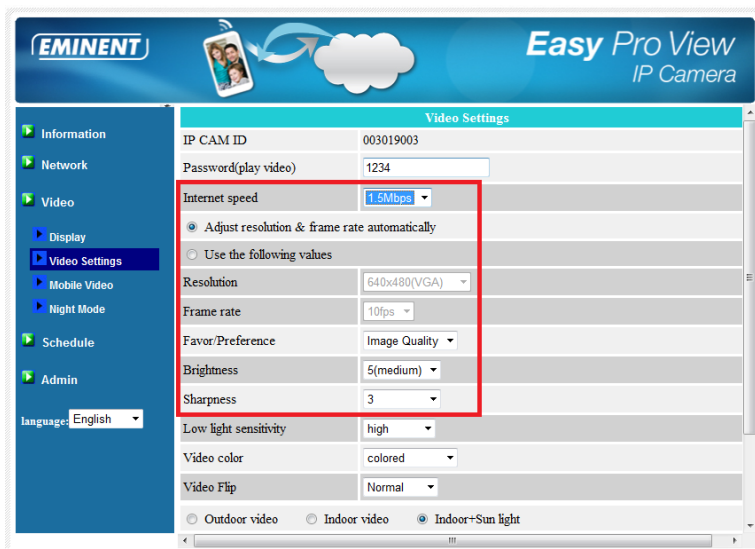 EMINENT
Easy Pro View
IP Camera
Information
Network
Video
Display
Video Settings
Mobile Video
Night Mode
Schedule
Admin
language: English
Video Settings
IP CAM ID 003019003
Password(play video) 1234
Internet speed 1.5Mbps
Adjust resolution & frame rate automatically
Use the following values
Resolution 640x480(VGA)
Frame rate 10fps
Favor/Preference Image Quality
Brightness 5(medium)
Sharpness 3
Low light sensitivity high
Video color colored
Video Flip Normal
Outdoor video Indoor video Indoor+Sun light